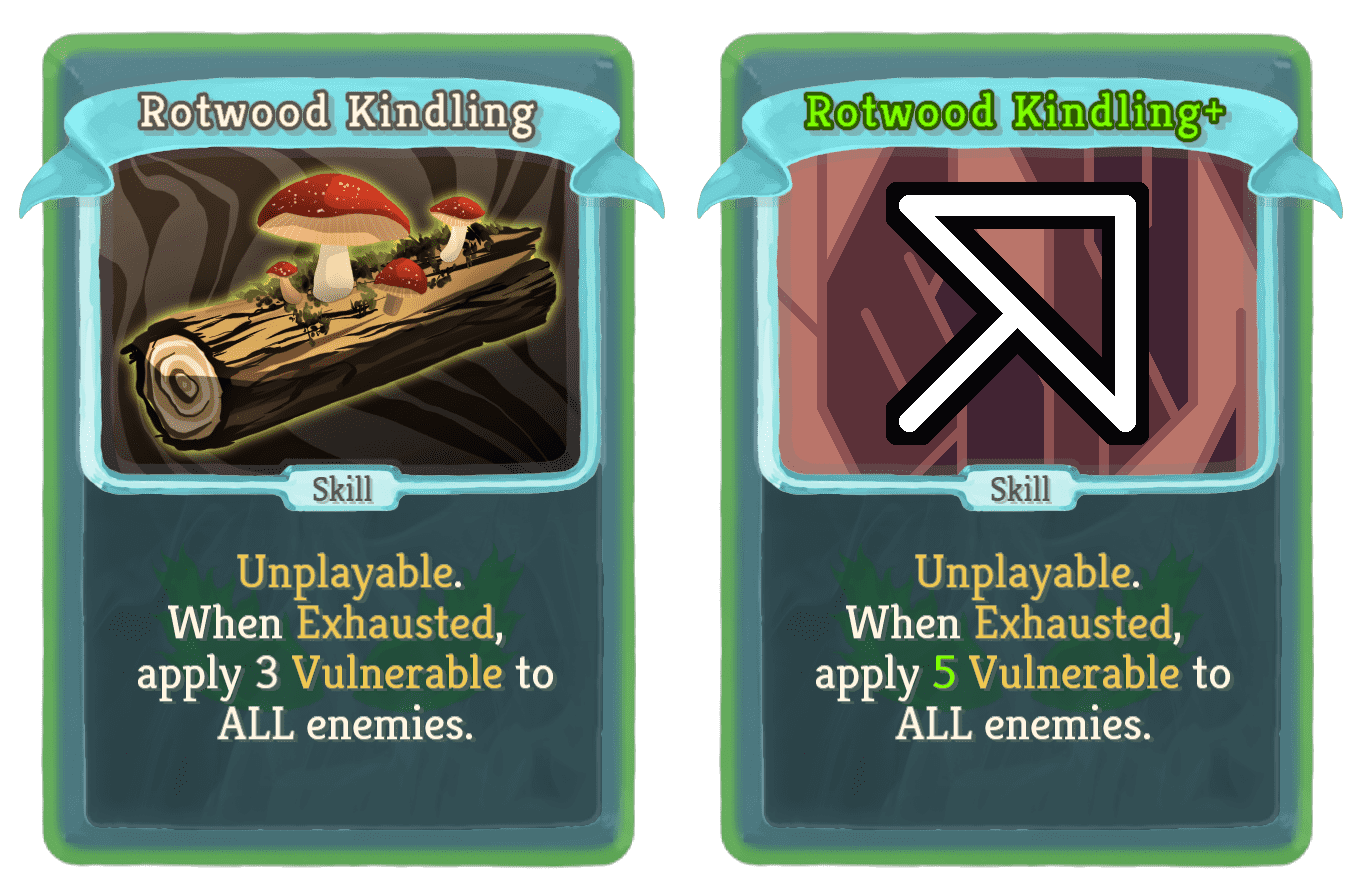 Rotwood Kindling
Skill
Unplayable.
When Exhausted,
apply 3 Vulnerable to
ALL enemies.
Rotwood Kindling+
Skill
Unplayable.
When Exhausted,
apply 5 Vulnerable to
ALL enemies.